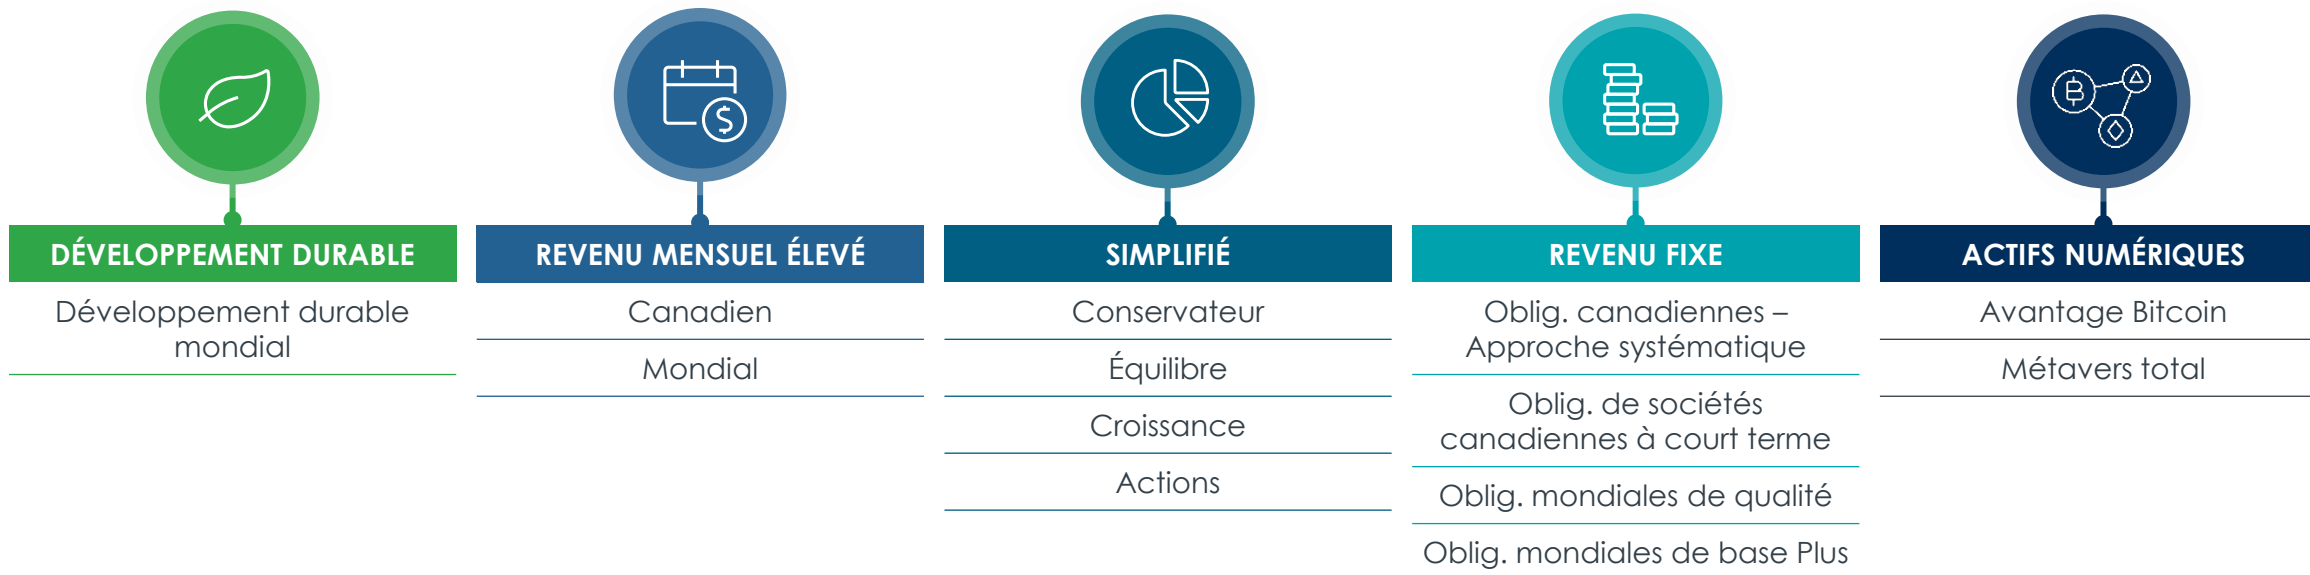 DÉVELOPPEMENT DURABLE
Développement durable
mondial
REVENU MENSUEL ÉLEVÉ
Canadien
Mondial
SIMPLIFIÉ
Conservateur
Équilibre
Croissance
Actions
REVENU FIXE
Oblig. canadiennes –
Approche systématique
Oblig. de sociétés
canadiennes à court terme
Oblig. mondiales de qualité
Oblig. mondiales de base Plus
ACTIFS NUMÉRIQUES
Avantage Bitcoin
Métavers total